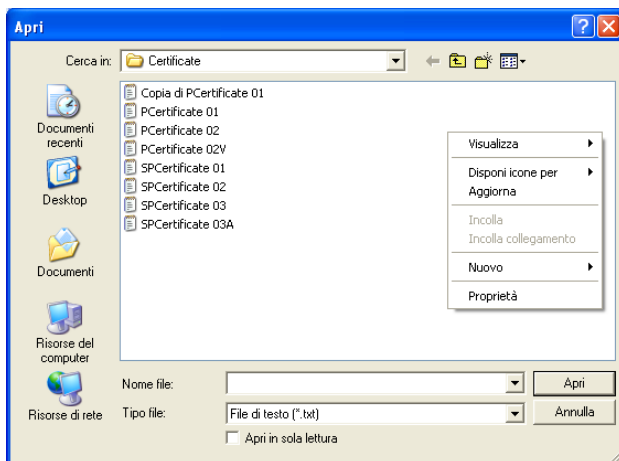 Apri
Cerca in:
Certificate
Documenti recenti
Desktop
Documenti
Risorse del computer
Risorse di rete
Copia di PCertificate 01
PCertificate 01
PCertificate 02
PCertificate 02V
SPCertificate 01
SPCertificate 02
SPCertificate 03
SPCertificate 03A
Visualizza
Disponi icone per
Aggiorna
Incolla
Incolla collegamento
Nuovo
Proprietà
Nome file:
Apri
Tipo file:
File di testo (*.txt)
Annulla
Apri in sola lettura